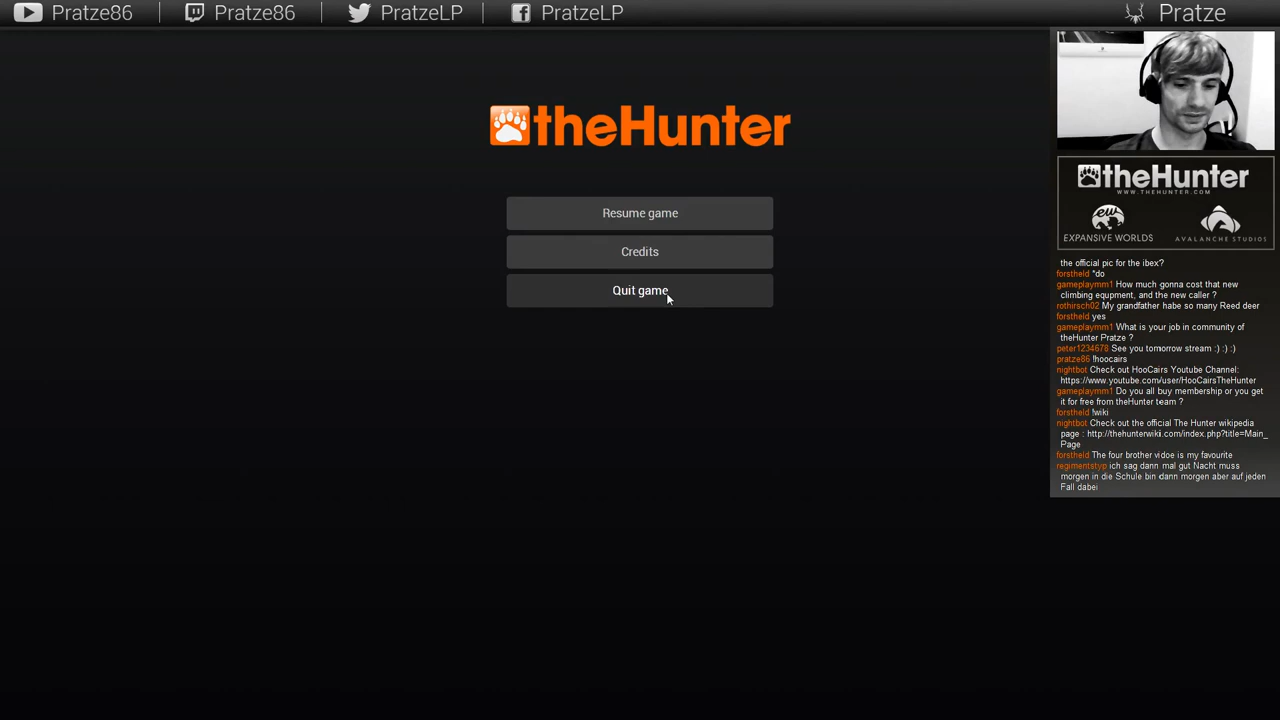 Pratze86
Pratze86
PratzeLP
PratzeLP
Pratze
theHunter
Resume game
Credits
Quit game
theHunter
WWW.THEHUNTER.COM
ew
EXPANSIVE WORLDS
AVALANCHE STUDIOS
the official pic for the ibex?
forstheld *do
gameplaymm1 How much gonna cost that new
climbing equpment, and the new caller ?
rothirsch02 My grandfather habe so many Reed deer
forstheld yes
gameplaymm1 What is your job in community of
theHunter Pratze ?
peter1234678 See you tomorrow stream :) :) :)
pratze86 !hoocairs
nightbot Check out HooCairs Youtube Channel:
https://www.youtube.com/user/HooCairsTheHunter
gameplaymm1 Do you all buy membership or you get
it for free from theHunter team ?
forstheld !wiki
nightbot Check out the official The Hunter wikipedia
page : http://thehunterwiki.com/index.php?title=Main_
Page
forstheld The four brother vidoe is my favourite
regimentstyp ich sag dann mal gut Nacht muss
morgen in die Schule bin dann morgen aber auf jeden
Fall dabei